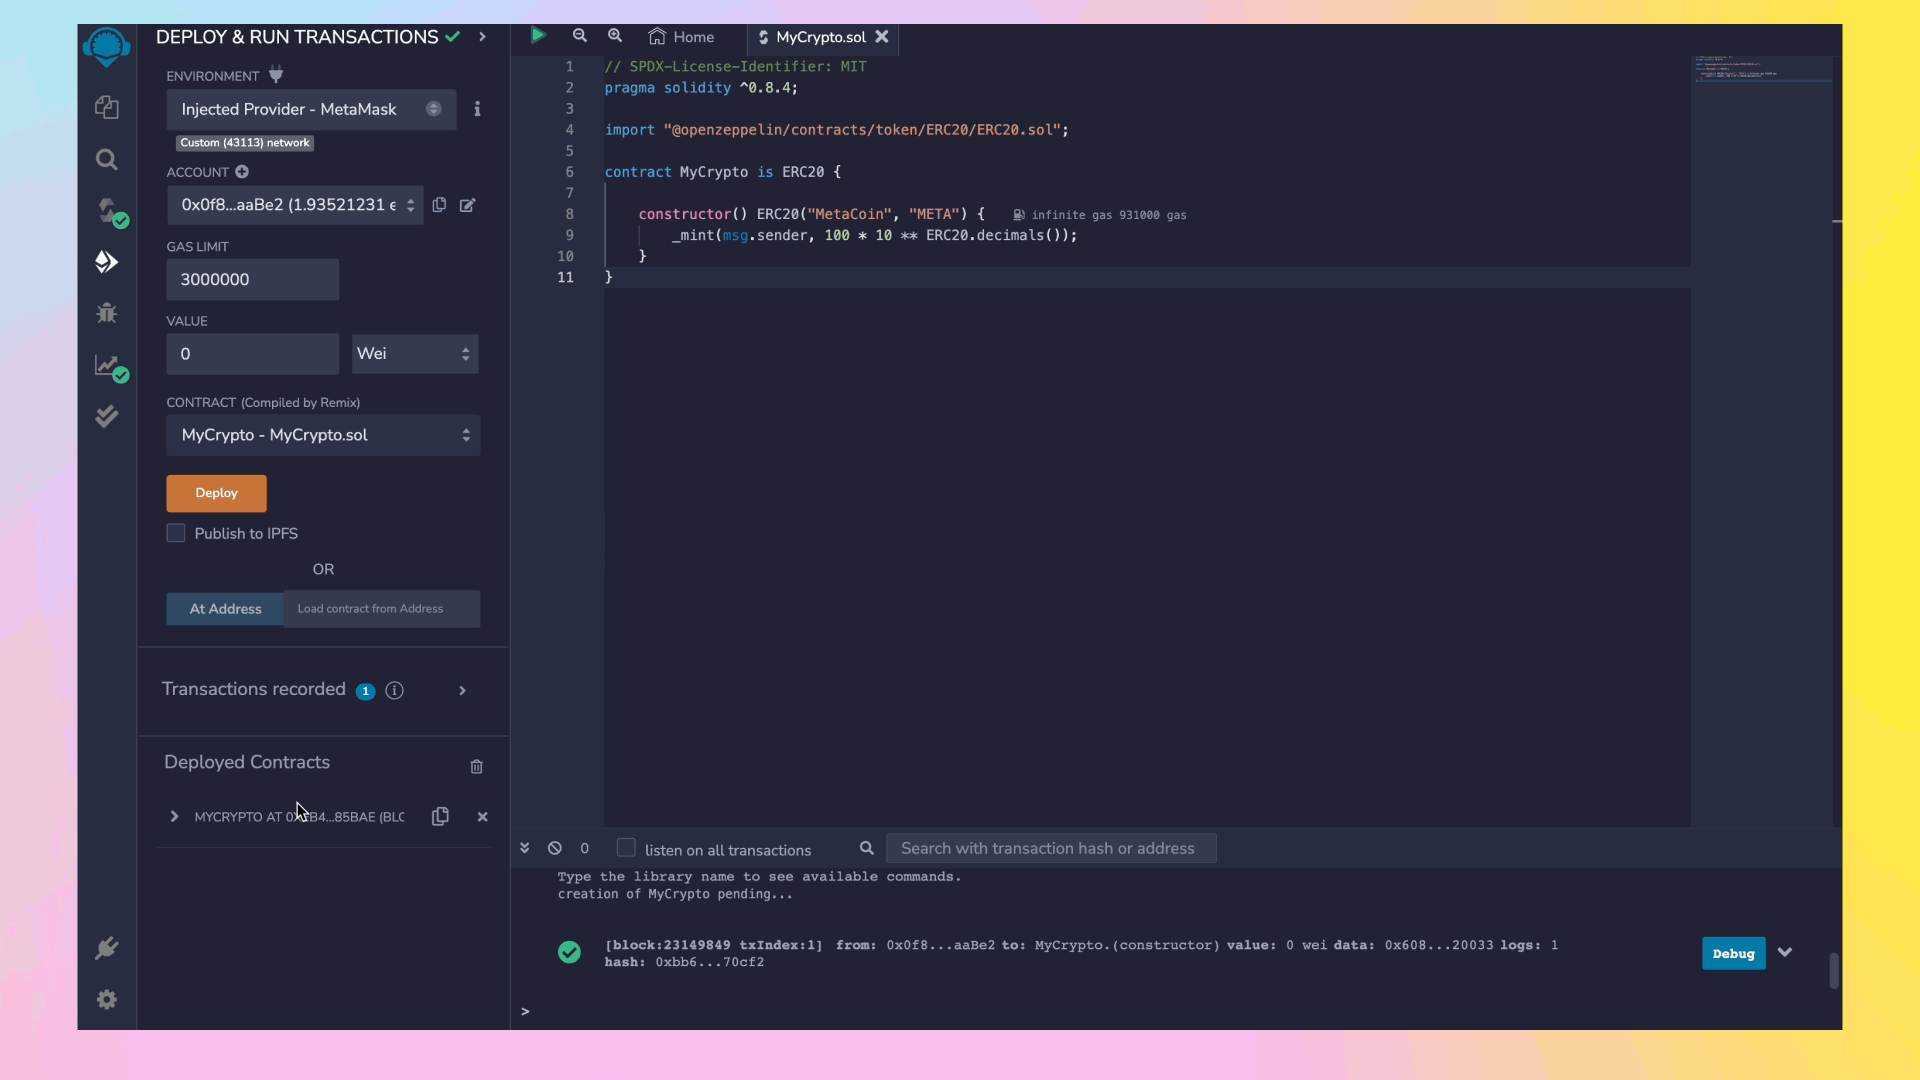 DEPLOY & RUN TRANSACTIONS
ENVIRONMENT
Injected Provider - MetaMask
Custom (43113) network
ACCOUNT
0x0f8...aaBe2 (1.93521231 e
GAS LIMIT
3000000
VALUE
0
Wei
CONTRACT (Compiled by Remix)
MyCrypto - MyCrypto.sol
Deploy
Publish to IPFS
OR
At Address
Load contract from Address
Transactions recorded 1
Deployed Contracts
MYCRYPTO AT 85BAE (BLC
Home
MyCrypto.sol
1 // SPDX-License-Identifier: MIT
2 pragma solidity ^0.8.4;
3
4 import "@openzeppelin/contracts/token/ERC20/ERC20.sol";
5
6 contract MyCrypto is ERC20 {
7
8 constructor() ERC20("MetaCoin", "META") { infinite gas 931000 gas
9 _mint(msg.sender, 100 * 10 ** ERC20.decimals());
10 }
11 }
0
listen on all transactions
Search with transaction hash or address
Type the library name to see available commands.
creation of MyCrypto pending...
[block:23149849 txIndex:1] from: 0x0f8...aaBe2 to: MyCrypto.(constructor) value: 0 wei data: 0x608...20033 logs: 1
hash: 0xbb6...70cf2
Debug
>